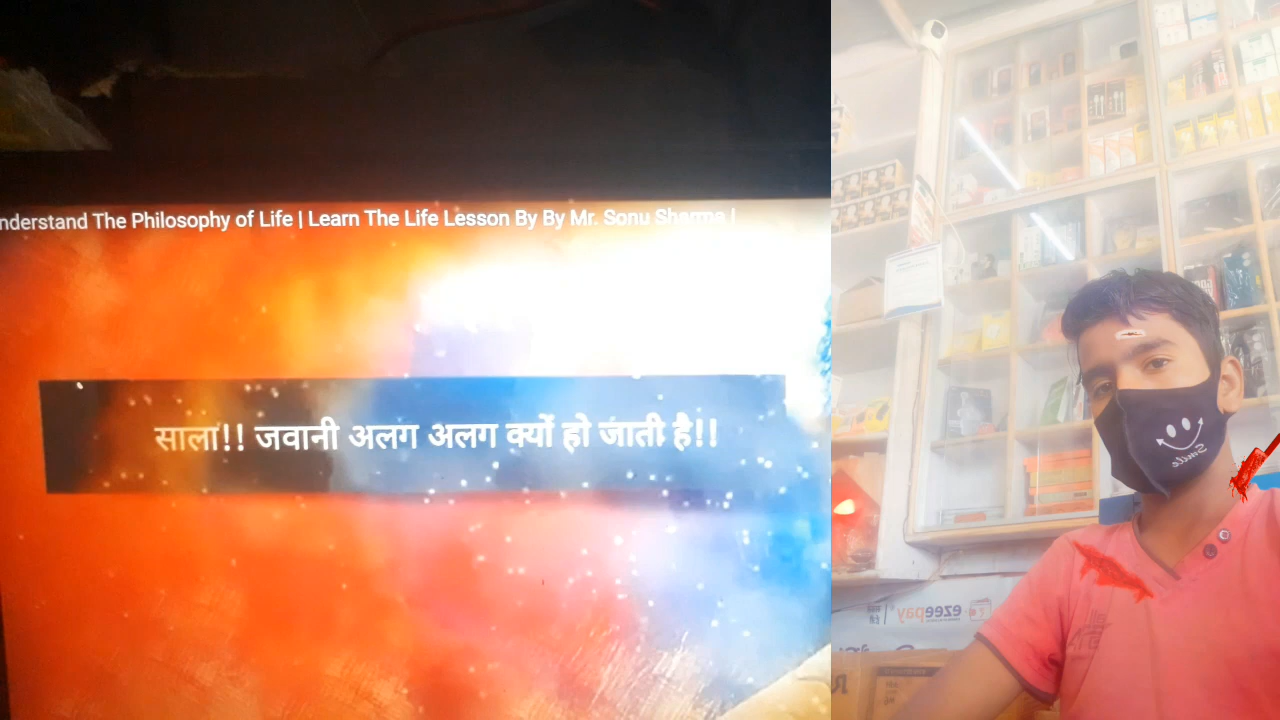 nderstand The Philosophy of Life | Learn The Life Lesson By By Mr. Sonu Sharma |
साला!! जवानी अलग अलग क्यों हो जाती है!!
Smile
ezeepay